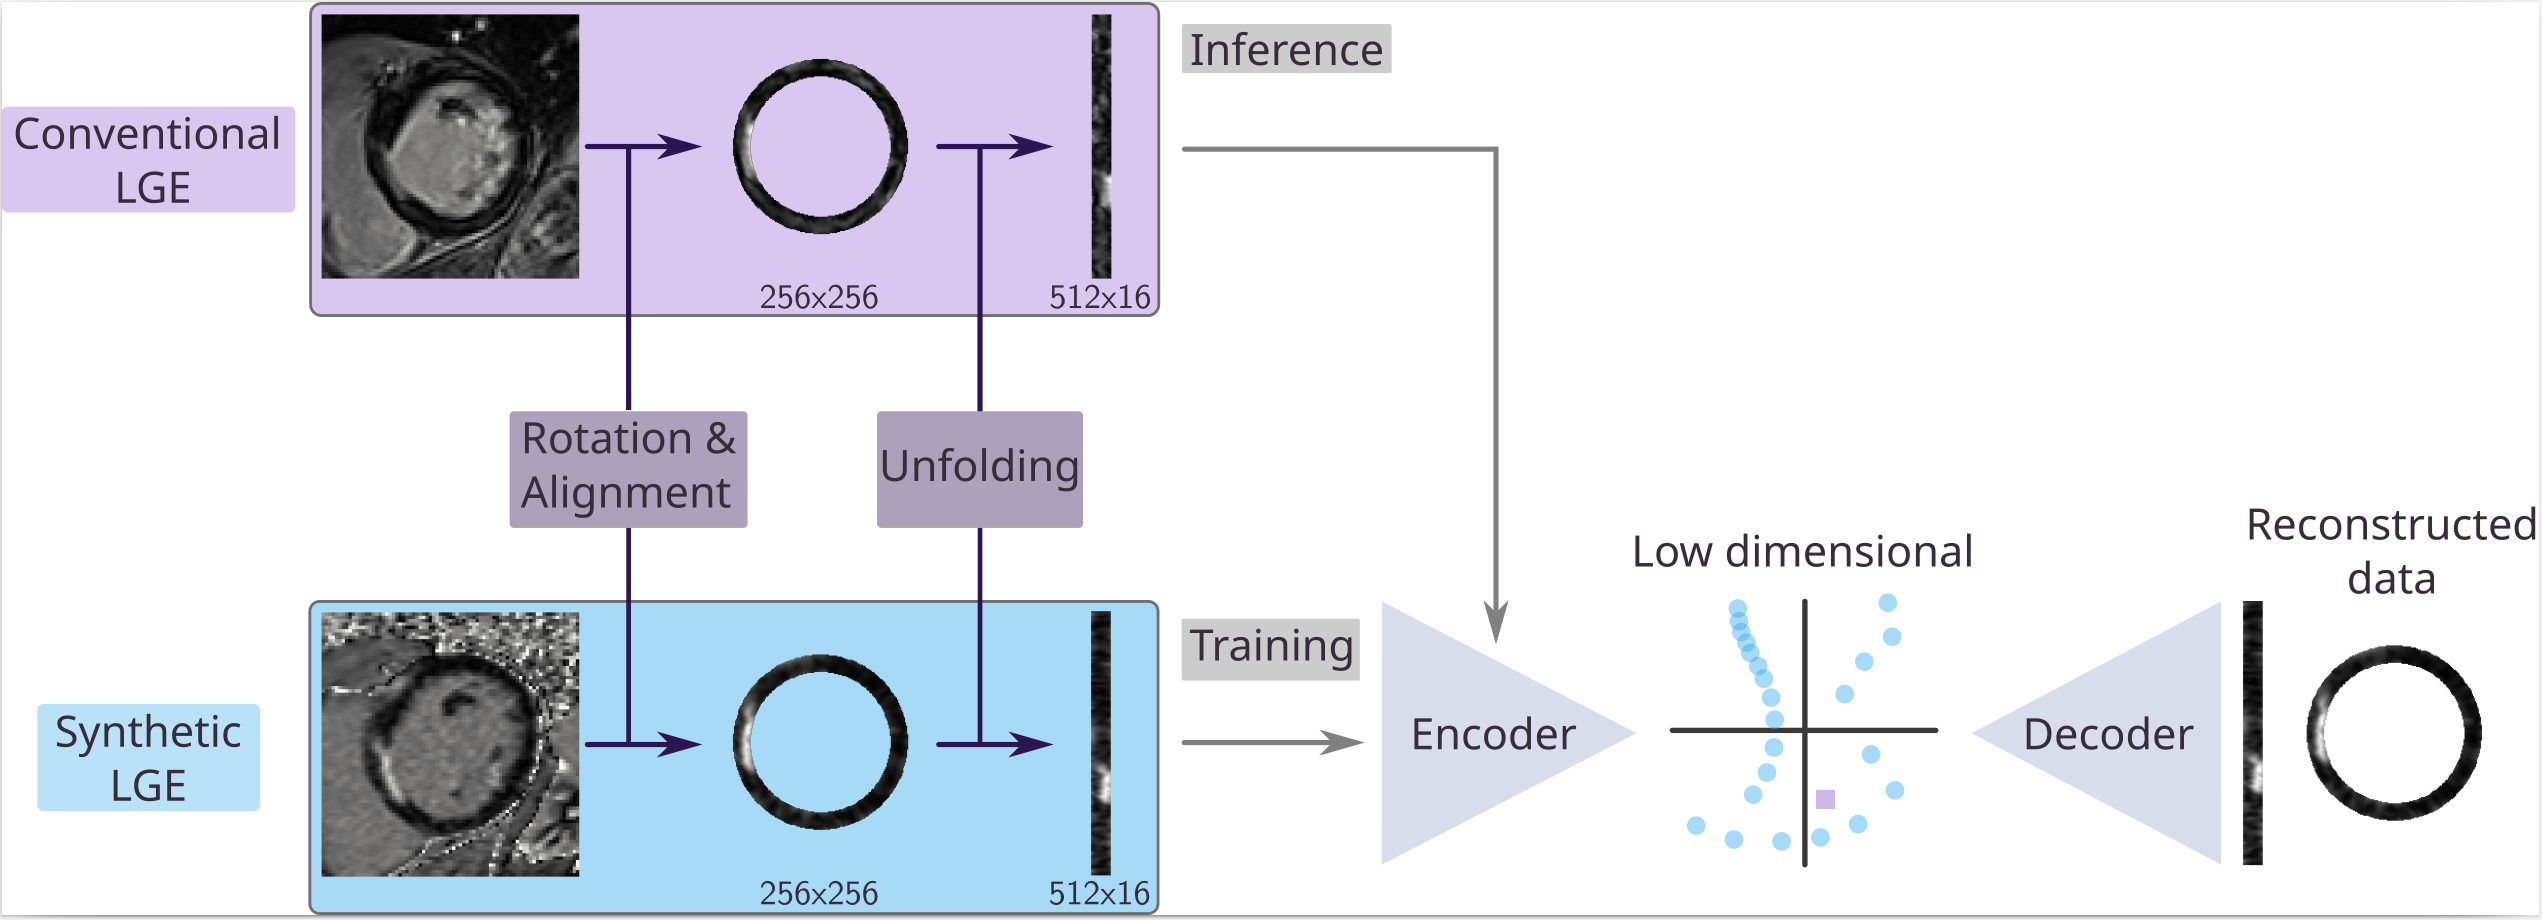 Conventional
LGE
256x256
512x16
Inference
Rotation &
Alignment
Unfolding
Synthetic
LGE
256x256
512x16
Training
Encoder
Low dimensional
Decoder
Reconstructed
data